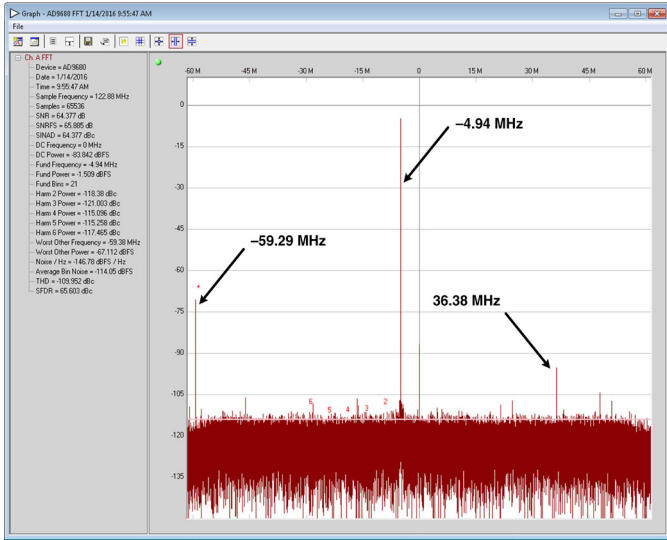 Graph - AD9680 FFT 1/14/2016 9:55:47 AM
File
Ch. A FFT
Device = AD9680
Date = 1/14/2016
Time = 9:55:47 AM
Sample Frequency = 122.88 MHz
Samples = 65536
SNR = 64.377 dB
SNRFS = 65.885 dB
SINAD = 64.377 dBc
DC Frequency = 0 MHz
DC Power = -83.842 dBFS
Fund Frequency = -4.94 MHz
Fund Power = -1.509 dBFS
Fund Bins = 21
Harm 2 Power = -118.38 dBc
Harm 3 Power = -121.003 dBc
Harm 4 Power = -115.096 dBc
Harm 5 Power = -115.258 dBc
Harm 6 Power = -117.465 dBc
Worst Other Frequency = -59.38 MHz
Worst Other Power = -67.112 dBFS
Noise / Hz = -146.78 dBFS / Hz
Average Bin Noise = -114.05 dBFS
THD = -109.952 dBc
SFDR = 65.603 dBc
-60 M -45 M -30 M -15 M 0 15 M 30 M 45 M 60 M
0
-15
-30
-45
-60
-75
-90
-105
-120
-135
–4.94 MHz
–59.29 MHz
36.38 MHz
+
6 5 4 3 2